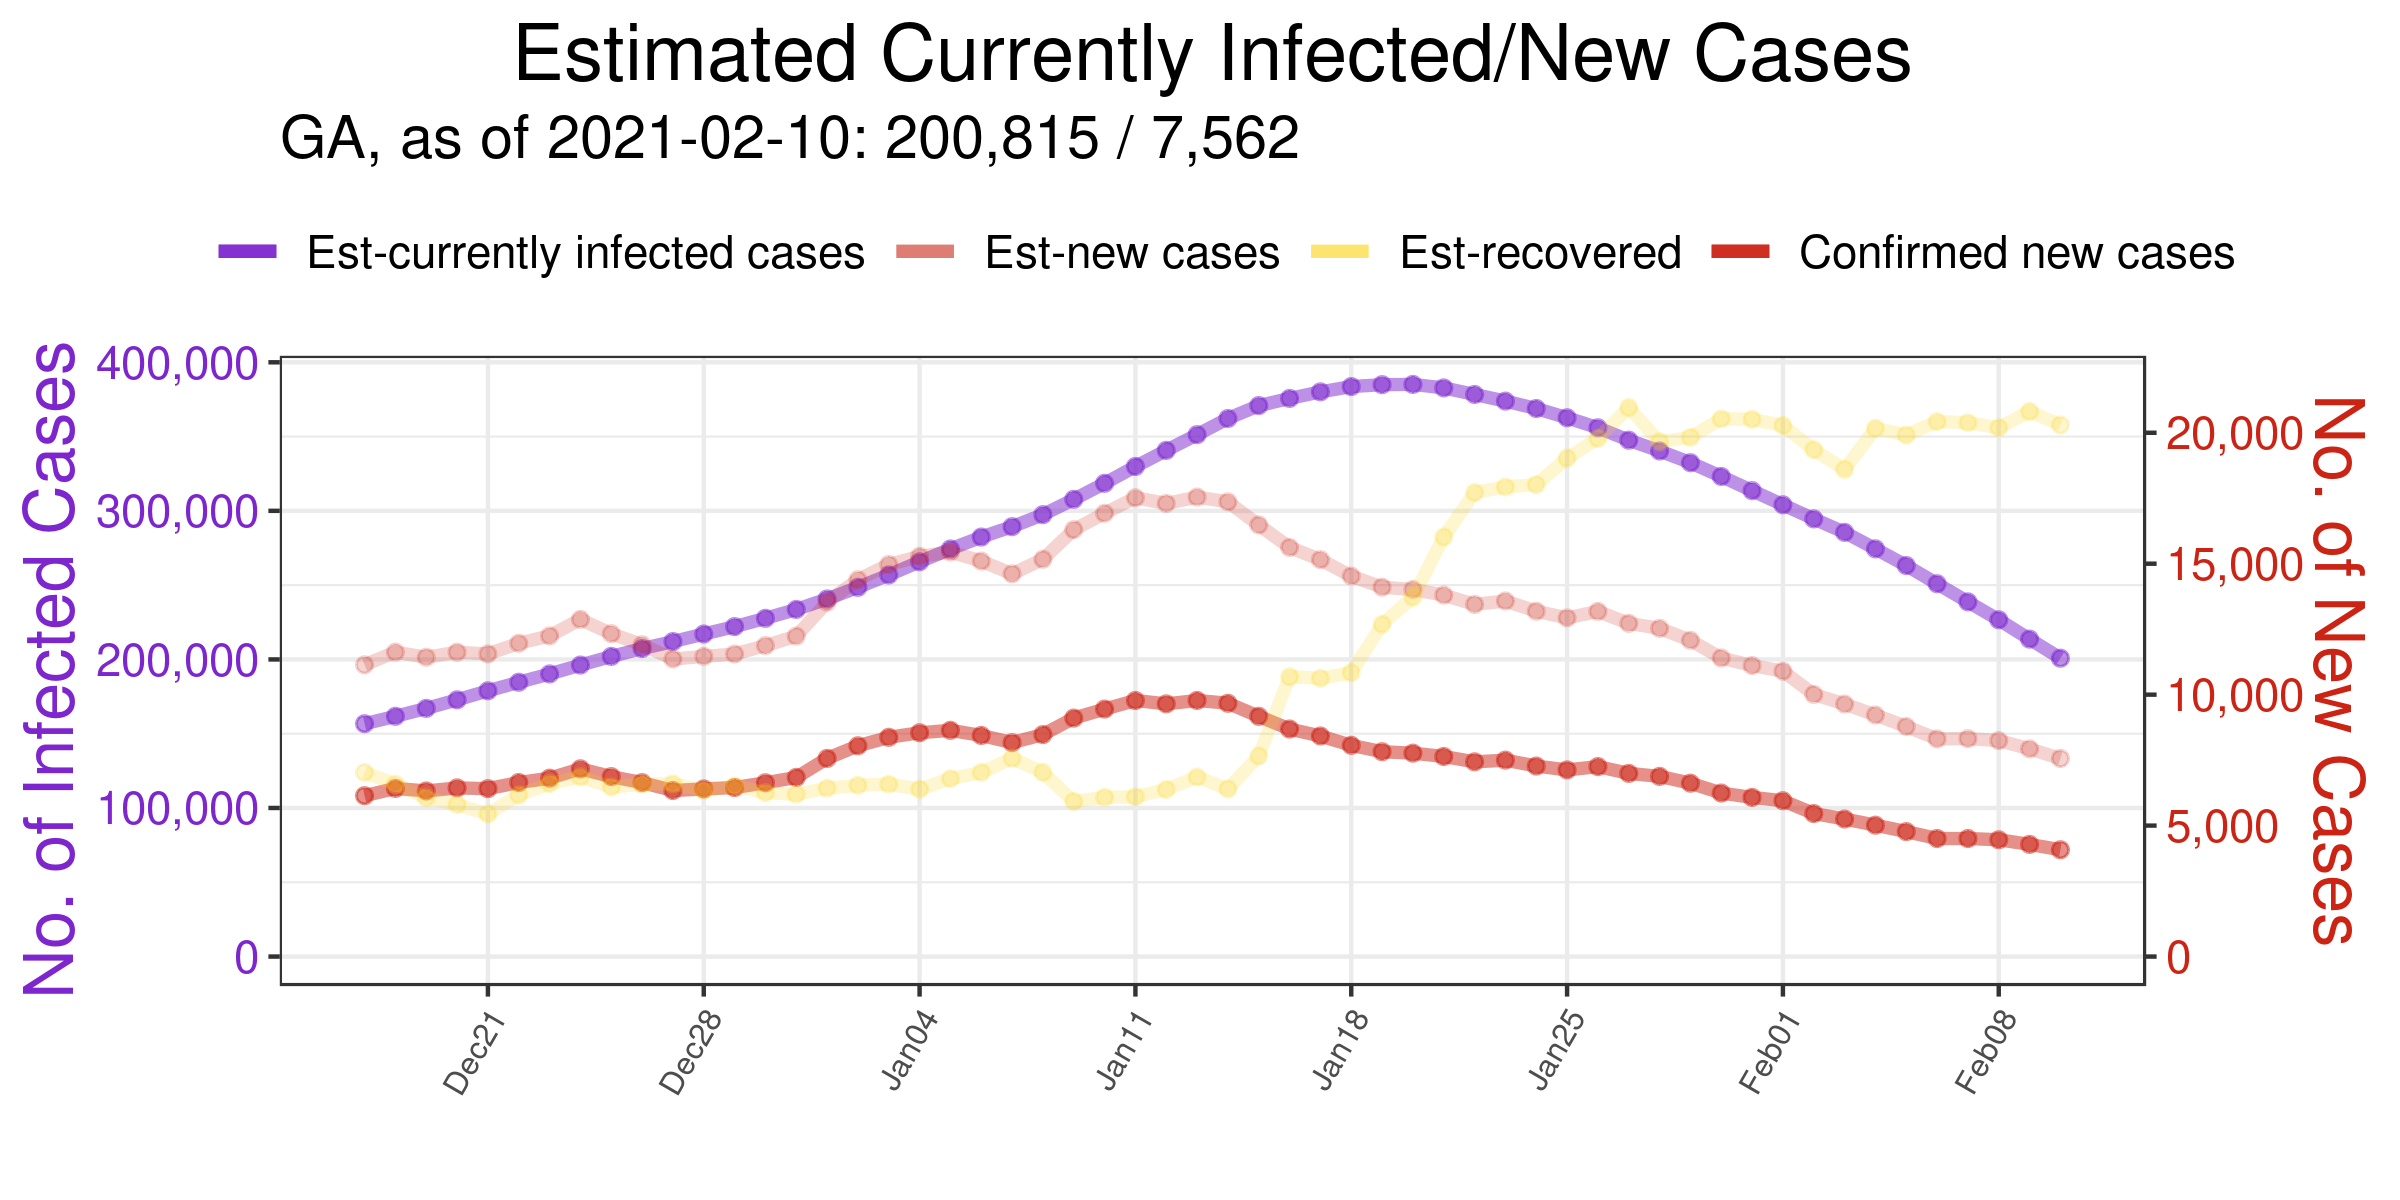 Estimated Currently Infected/New Cases
GA, as of 2021-02-10: 200,815 / 7,562
Est-currently infected cases Est-new cases Est-recovered Confirmed new cases
No. of Infected Cases
400,000
300,000
200,000
100,000
0
20,000
15,000
10,000
5,000
0
No. of New Cases
Dec21 Dec28 Jan04 Jan11 Jan18 Jan25 Feb01 Feb08